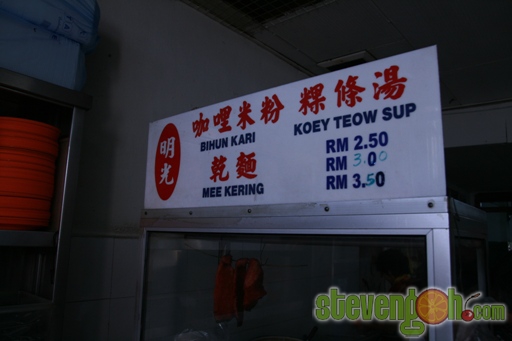 明光
咖哩米粉 粿條湯
BIHUN KARI KOEY TEOW SUP
乾麵
MEE KERING
RM 2.50
RM 3.00
RM 3.50
stevengoh.com